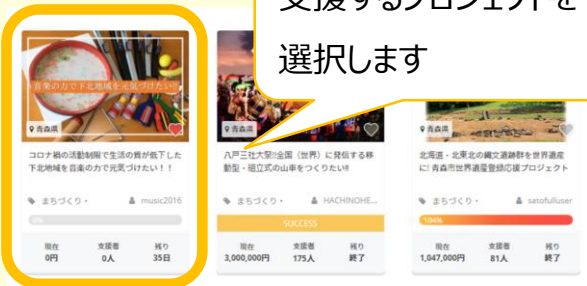 支援するプロジェクトを
選択します
音楽の力で下北地域を元気づけたい!!
青森県
コロナ禍の活動制限で生活の質が低下した
下北地域を音楽の力で元気づけたい！！
まちづくり・
music2016
0%
現在
支援者
残り
0円
0人
35日
青森県
八戸三社大祭を全国（世界）に発信する移
動型・組立式の山車をつくりたい!!
まちづくり・
HACHINOHE...
SUCCESS
現在
支援者
残り
3,000,000円
175人
終了
青森県
北海道・北東北の縄文遺跡群を世界遺産
に! 青森市世界遺産登録応援プロジェクト
まちづくり・
satofulluser
104%
現在
支援者
残り
1,047,000円
81人
終了